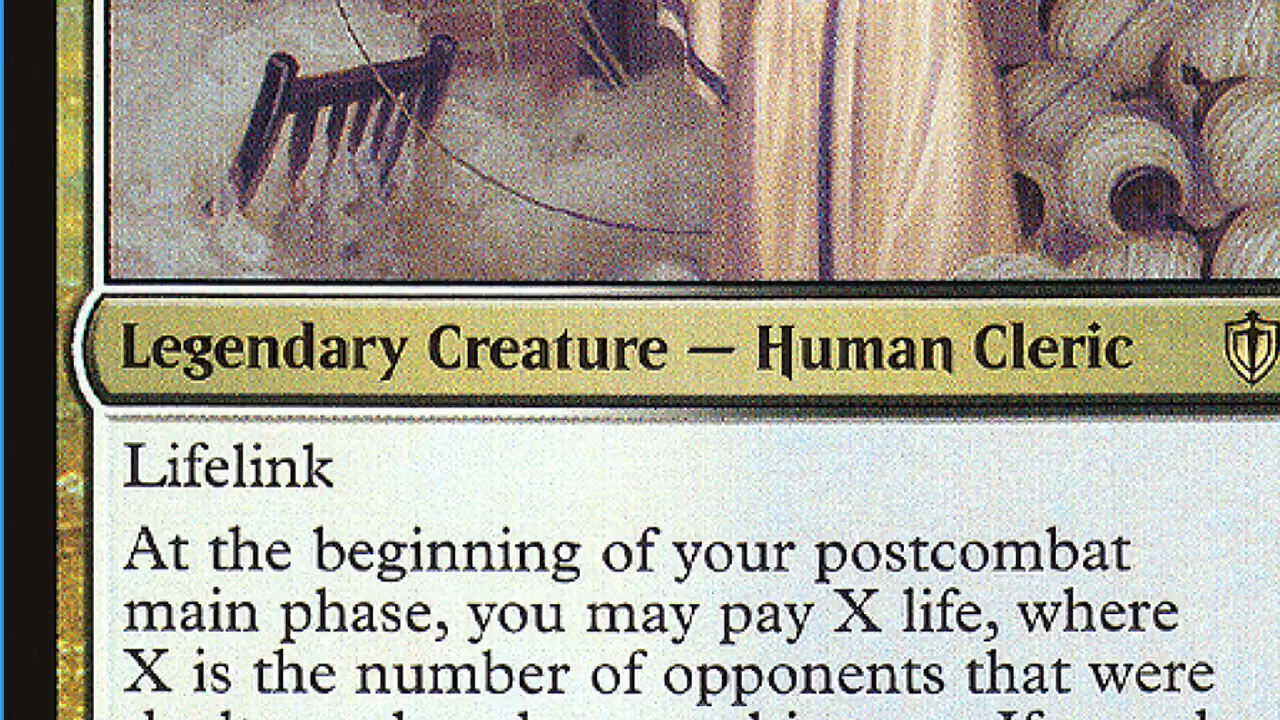 Legendary Creature — Human Cleric
Lifelink
At the beginning of your postcombat
main phase, you may pay X life, where
X is the number of opponents that were